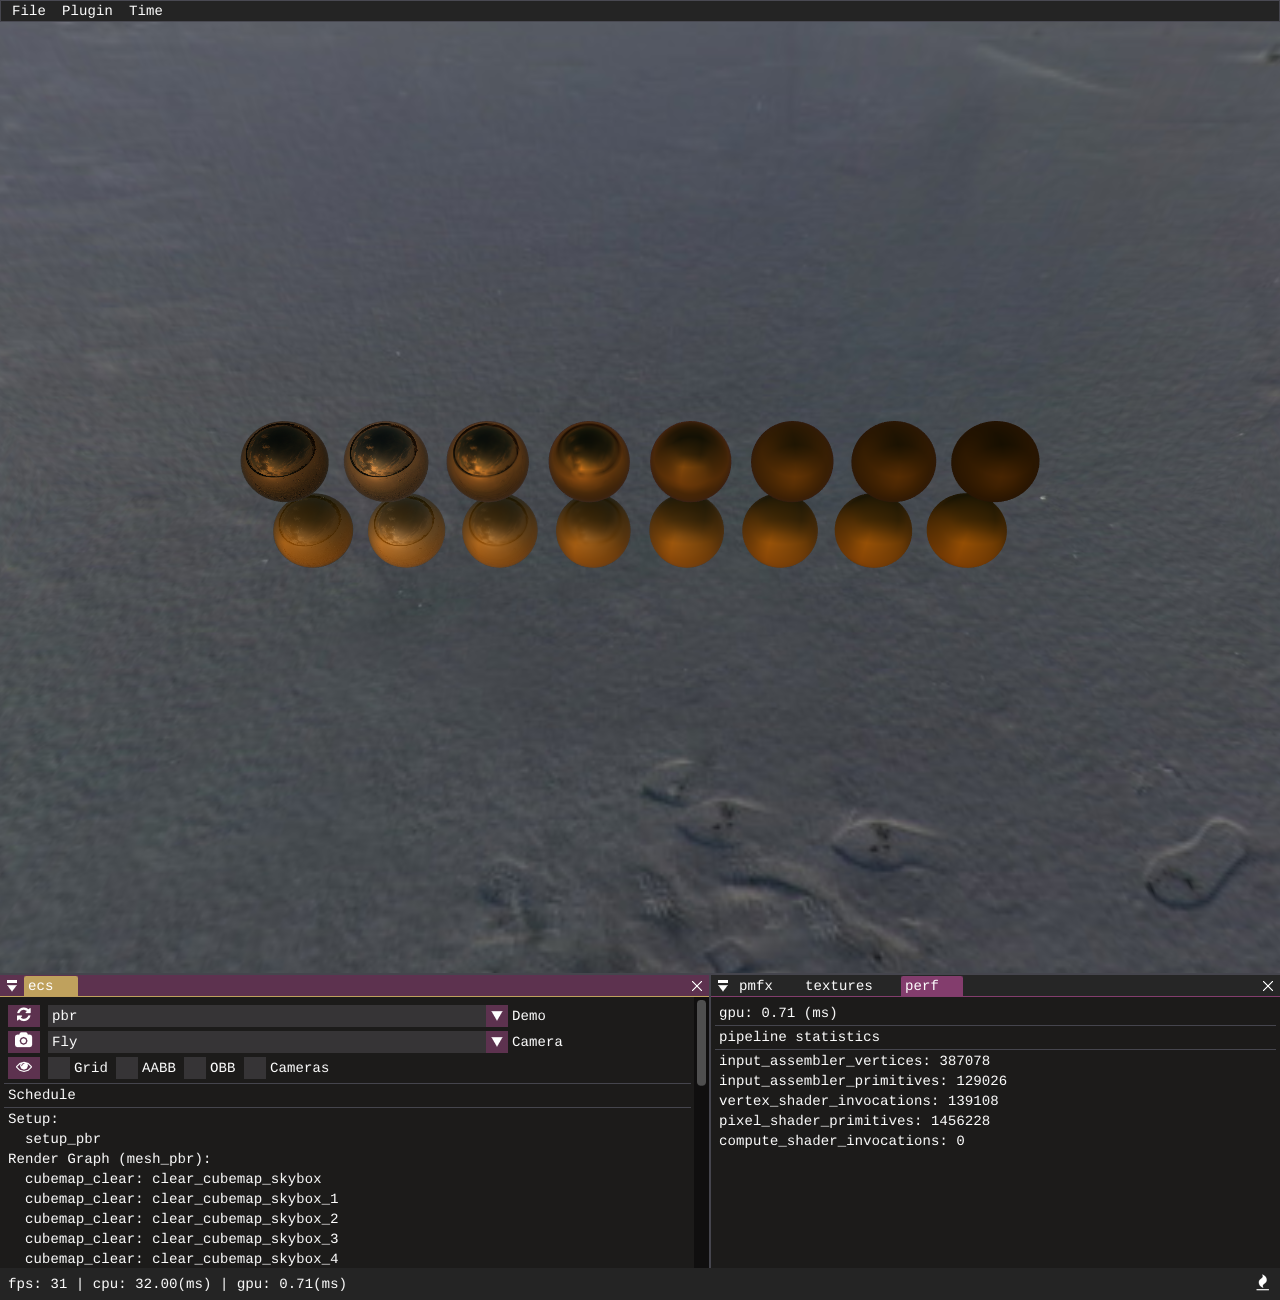 File Plugin Time
ecs
pbr Demo
Fly Camera
Grid AABB OBB Cameras
Schedule
Setup:
setup_pbr
Render Graph (mesh_pbr):
cubemap_clear: clear_cubemap_skybox
cubemap_clear: clear_cubemap_skybox_1
cubemap_clear: clear_cubemap_skybox_2
cubemap_clear: clear_cubemap_skybox_3
cubemap_clear: clear_cubemap_skybox_4
pmfx textures perf
gpu: 0.71 (ms)
pipeline statistics
input_assembler_vertices: 387078
input_assembler_primitives: 129026
vertex_shader_invocations: 139108
pixel_shader_primitives: 1456228
compute_shader_invocations: 0
fps: 31 | cpu: 32.00(ms) | gpu: 0.71(ms)